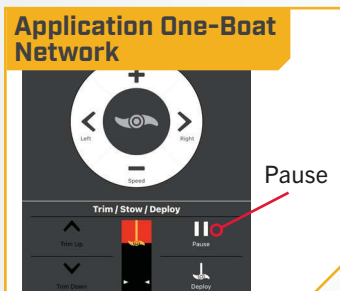 Application One-Boat
Network
Left
Right
Speed
Pause
Trim / Stow / Deploy
Trim Up
Pause
Trim Down
Deploy